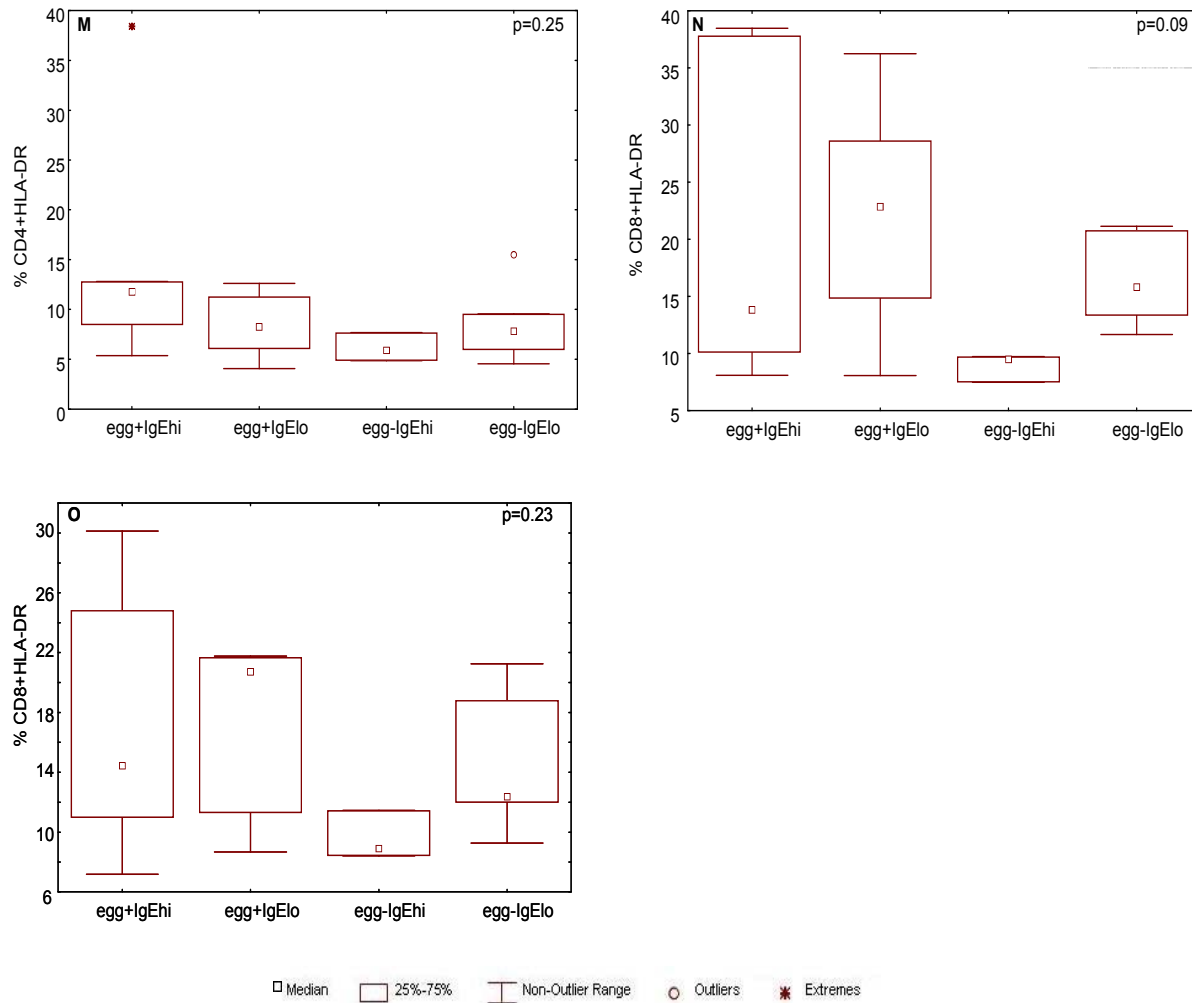 M p=0.25
40
35
30
25
20
15
10
5
0
% CD4+HLA-DR
egg+IgEhi egg+IgElo egg-IgEhi egg-IgElo
N p=0.09
40
35
30
25
20
15
10
5
% CD8+HLA-DR
egg+IgEhi egg+IgElo egg-IgEhi egg-IgElo
O p=0.23
30
26
22
18
14
10
6
% CD8+HLA-DR
egg+IgEhi egg+IgElo egg-IgEhi egg-IgElo
Median 25%-75% Non-Outlier Range Outliers Extremes